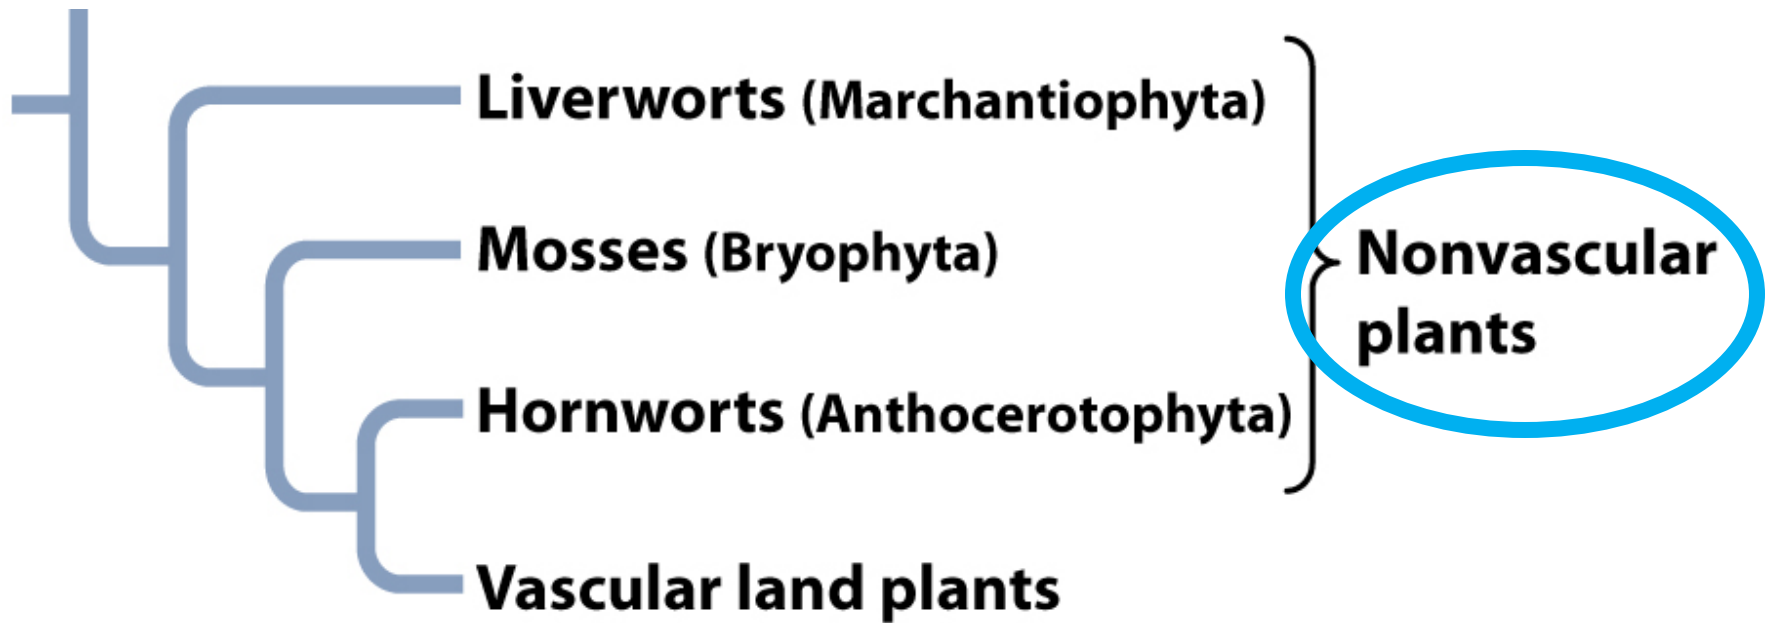 Liverworts (Marchantiophyta)
Mosses (Bryophyta)
Hornworts (Anthocerotophyta)
Vascular land plants
Nonvascular
plants